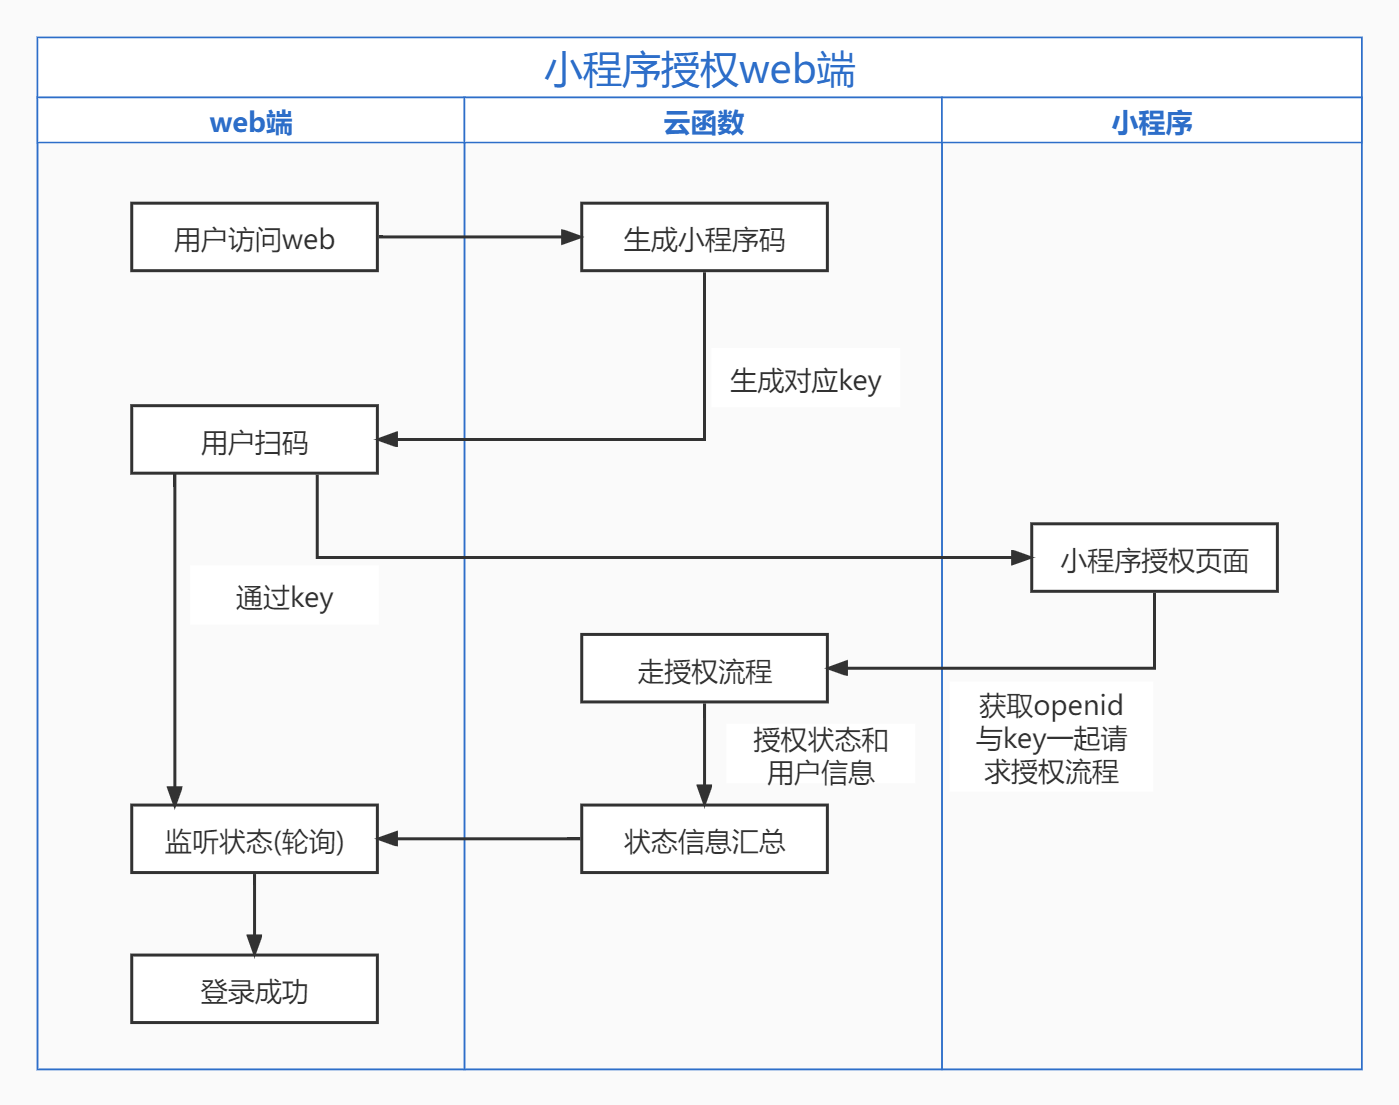 小程序授权web端
web端
云函数
小程序
用户访问web
生成小程序码
生成对应key
用户扫码
小程序授权页面
通过key
走授权流程
获取openid
与key一起请
求授权流程
授权状态和
用户信息
监听状态(轮询)
状态信息汇总
登录成功